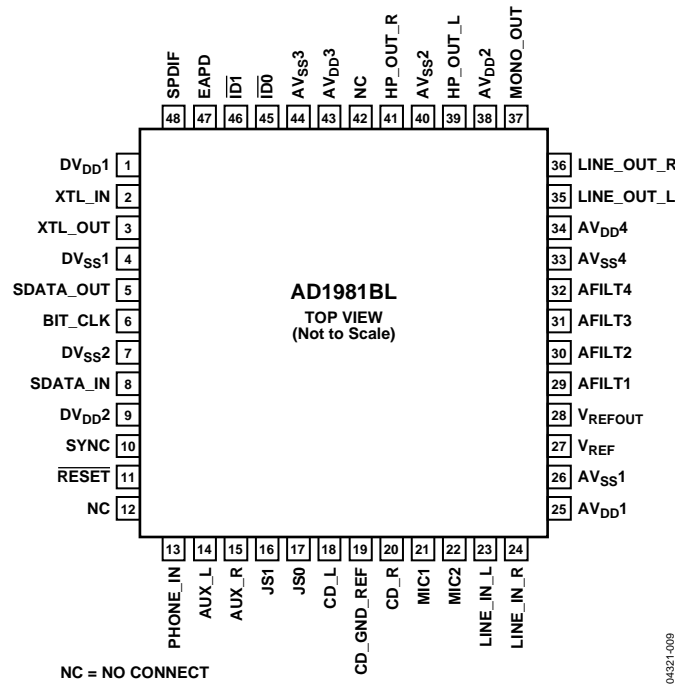 SPDIF
EAPD
ID1
ID0
AVSS3
AVDD3
NC
HP_OUT_R
AVSS2
HP_OUT_L
AVDD2
MONO_OUT
48 47 46 45 44 43 42 41 40 39 38 37
DVDD1 1
XTL_IN 2
XTL_OUT 3
DVSS1 4
SDATA_OUT 5
BIT_CLK 6
DVSS2 7
SDATA_IN 8
DVDD2 9
SYNC 10
RESET 11
NC 12
AD1981BL
TOP VIEW
(Not to Scale)
36 LINE_OUT_R
35 LINE_OUT_L
34 AVDD4
33 AVSS4
32 AFILT4
31 AFILT3
30 AFILT2
29 AFILT1
28 VREFOUT
27 VREF
26 AVSS1
25 AVDD1
13 14 15 16 17 18 19 20 21 22 23 24
PHONE_IN
AUX_L
AUX_R
JS1
JS0
CD_L
CD_GND_REF
CD_R
MIC1
MIC2
LINE_IN_L
LINE_IN_R
NC = NO CONNECT
04321-009